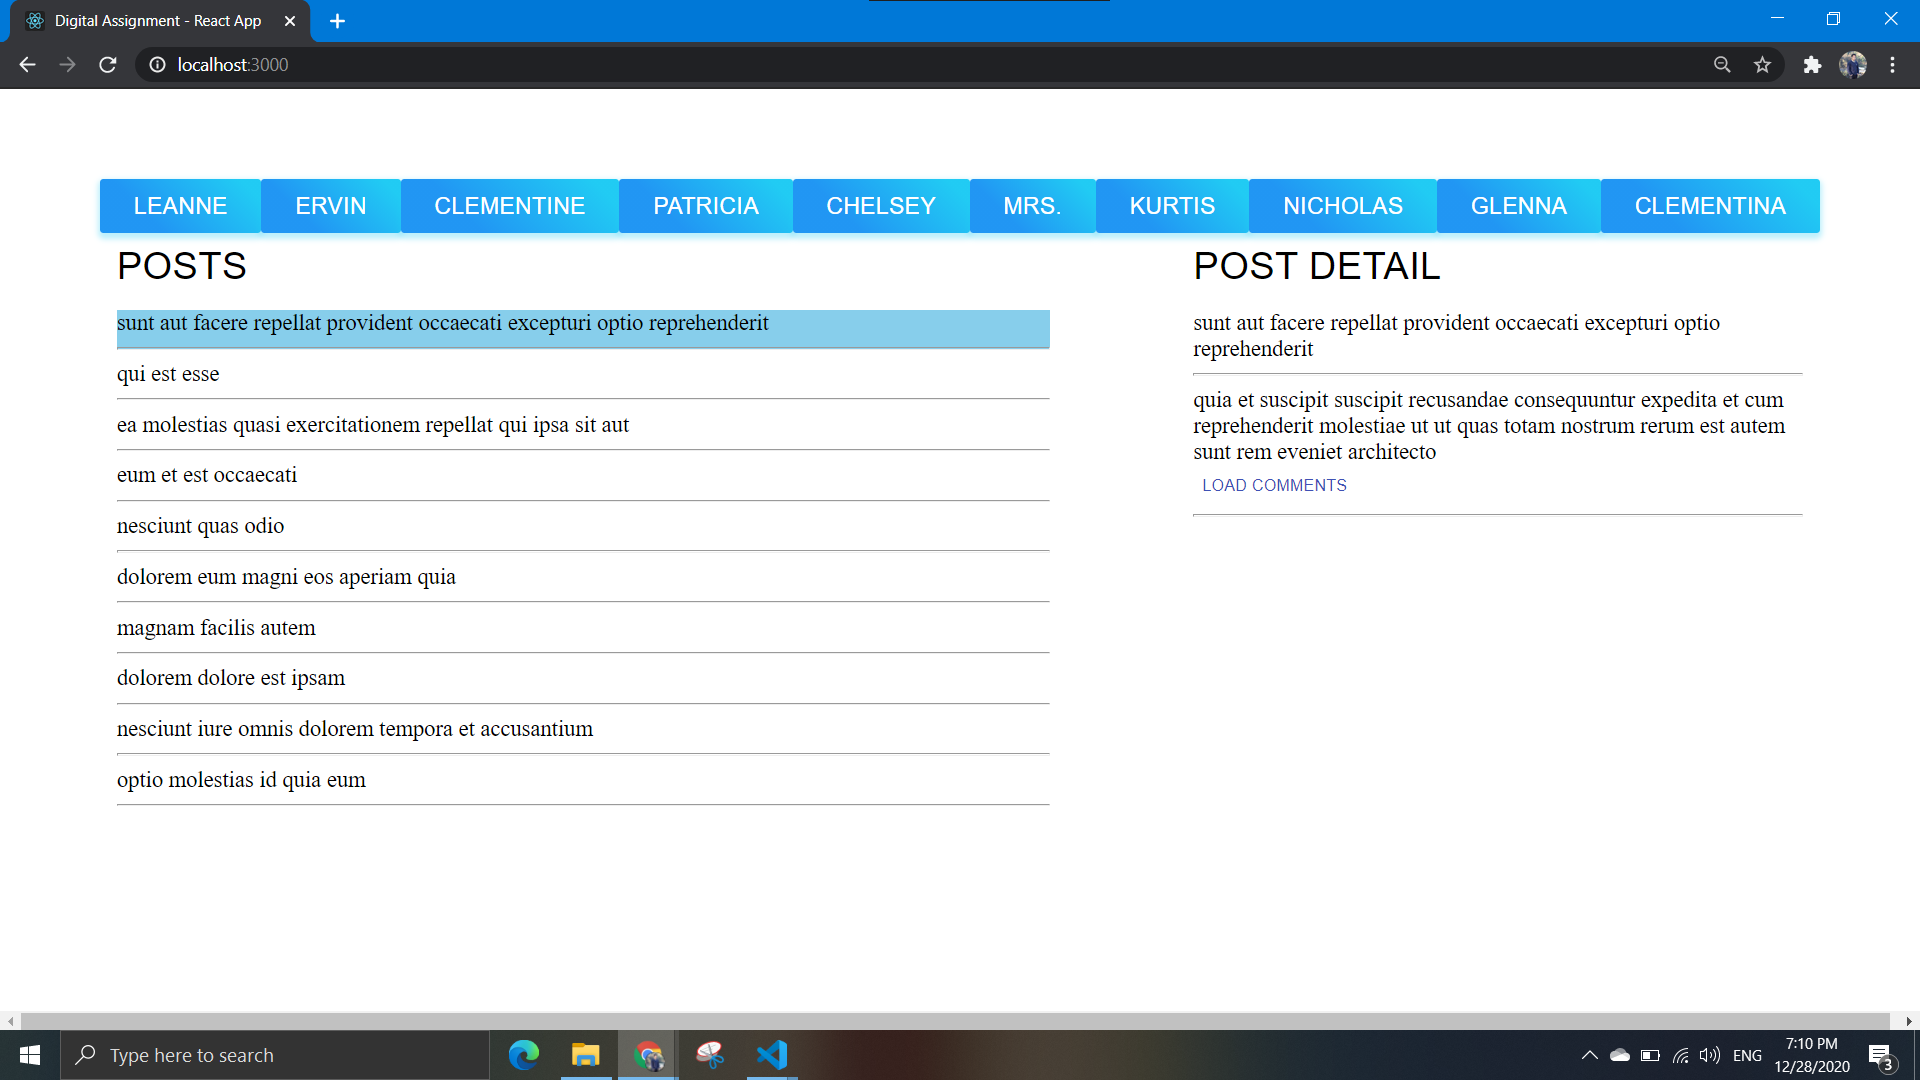 Digital Assignment - React App
localhost:3000
LEANNE ERVIN CLEMENTINE PATRICIA CHELSEY MRS. KURTIS NICHOLAS GLENNA CLEMENTINA
POSTS
sunt aut facere repellat provident occaecati excepturi optio reprehenderit
qui est esse
ea molestias quasi exercitationem repellat qui ipsa sit aut
eum et est occaecati
nesciunt quas odio
dolorem eum magni eos aperiam quia
magnam facilis autem
dolorem dolore est ipsam
nesciunt iure omnis dolorem tempora et accusantium
optio molestias id quia eum
POST DETAIL
sunt aut facere repellat provident occaecati excepturi optio
reprehenderit
quia et suscipit suscipit recusandae consequuntur expedita et cum
reprehenderit molestiae ut ut quas totam nostrum rerum est autem
sunt rem eveniet architecto
LOAD COMMENTS
Type here to search
ENG
7:10 PM
12/28/2020
3